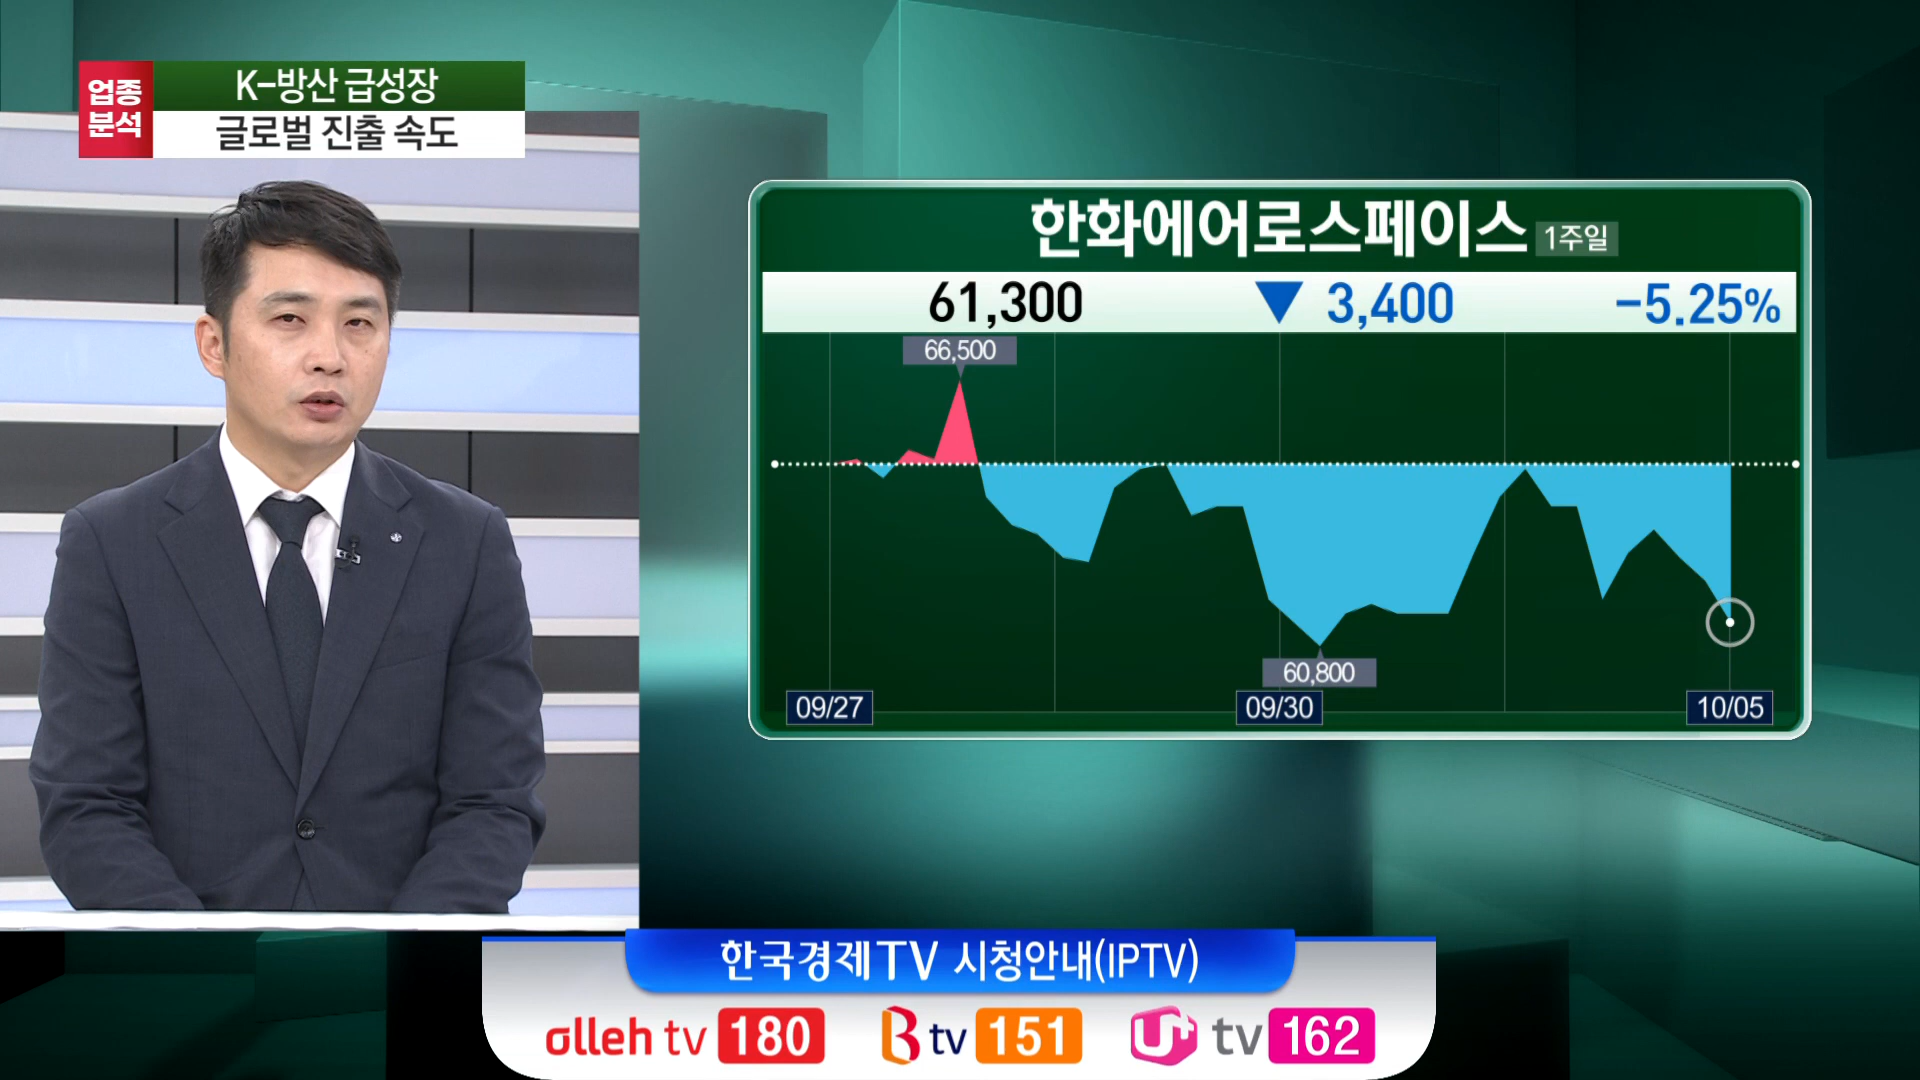 업종
분석
K-방산 급성장
글로벌 진출 속도
한화에어로스페이스 1주일
61,300 ▼ 3,400 -5.25%
66,500
60,800
09/27 09/30 10/05
한국경제TV 시청안내(IPTV)
olleh tv 180 B tv 151 U+ tv 162